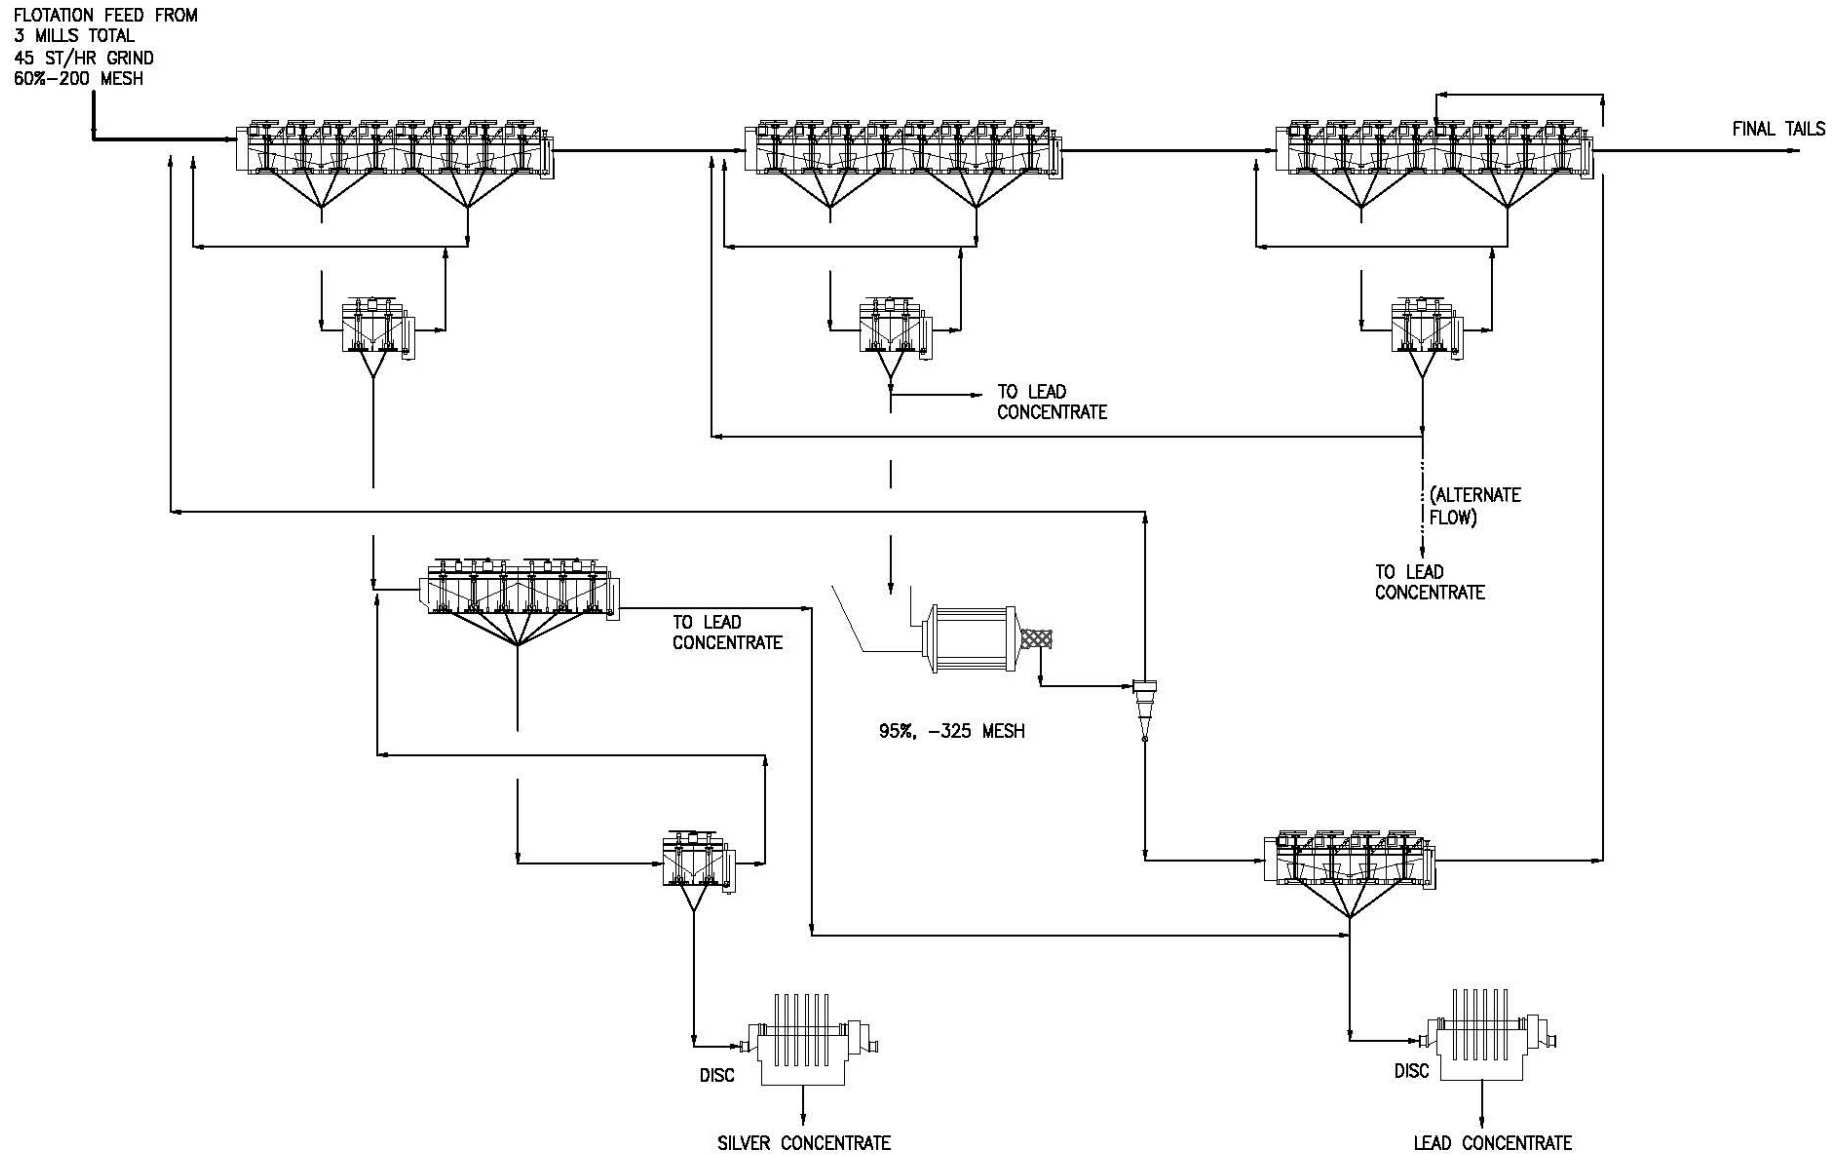 FLOTATION FEED FROM
3 MILLS TOTAL
45 ST/HR GRIND
60%-200 MESH
FINAL TAILS
TO LEAD
CONCENTRATE
(ALTERNATE
FLOW)
TO LEAD
CONCENTRATE
TO LEAD
CONCENTRATE
95%, -325 MESH
DISC
DISC
SILVER CONCENTRATE
LEAD CONCENTRATE